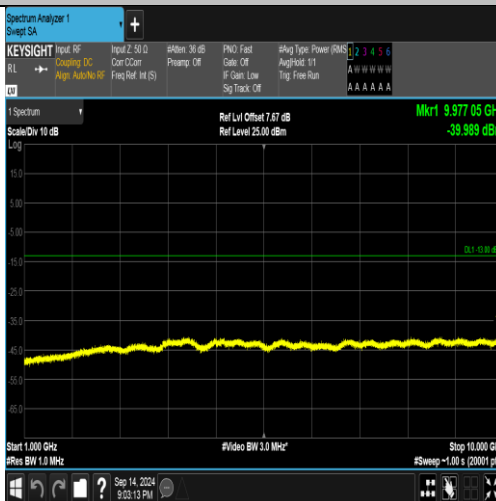 Spectrum Analyzer 1
Swept SA
+
KEYSIGHT
RL
Input: RF
Coupling: DC
Align: Auto/No RF
Input Z: 50 Ω
Corr CCorr
Freq Ref: Int (S)
#Atten: 36 dB
Preamp: Off
PNO: Fast
Gate: Off
IF Gain: Low
Sig Track: Off
#Avg Type: Power (RMS
Avg|Hold: 1/1
Trig: Free Run
1 2 3 4 5 6
A W W W W W
A A A A A A
1 Spectrum
Scale/Div 10 dB
Ref Lvl Offset 7.67 dB
Ref Level 25.00 dBm
Mkr1 9.977 05 GH
-39.989 dB
Log
15.0
5.00
-5.00
DL1 -13.00 d
-15.0
-25.0
-35.0
-45.0
-55.0
-65.0
Start 1.000 GHz
#Res BW 1.0 MHz
#Video BW 3.0 MHz*
Stop 10.000 G
#Sweep ~1.00 s (20001 pt
?
Sep 14, 2024
9:03:13 PM